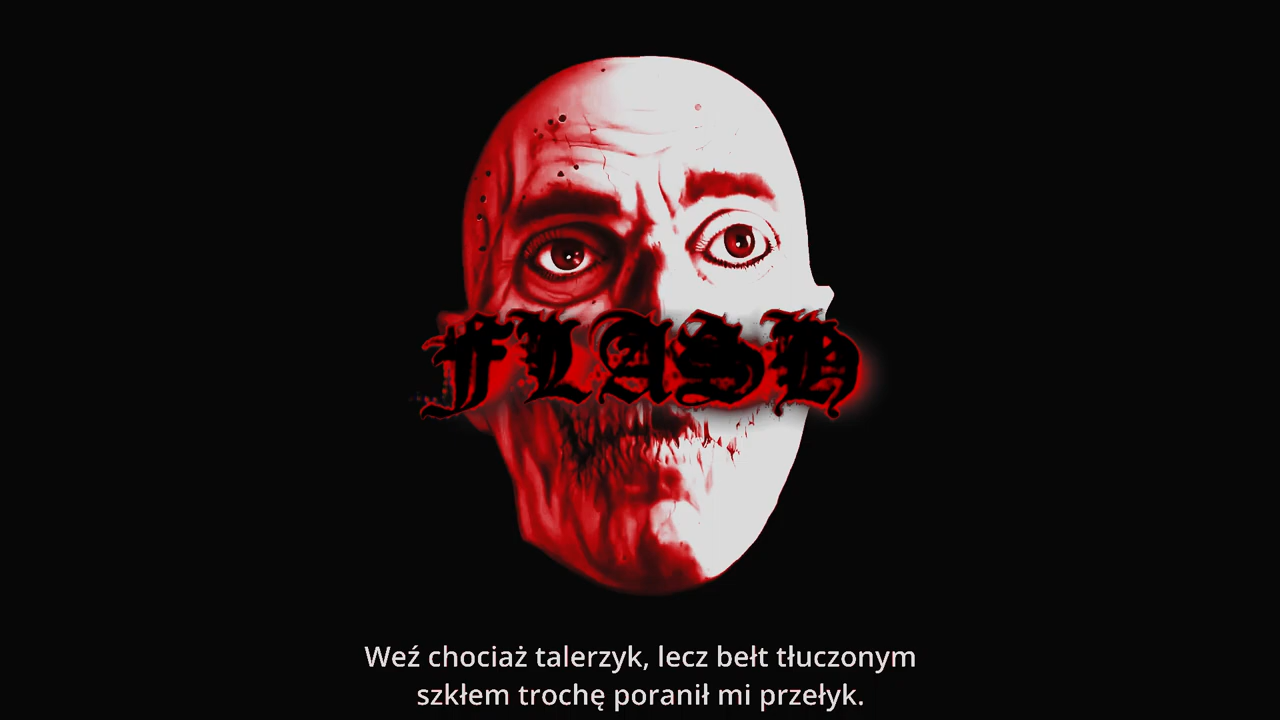 FLASH
Weź chociaż talerzyk, lecz bełt tłuczonym
szkłem trochę poranił mi przełyk.